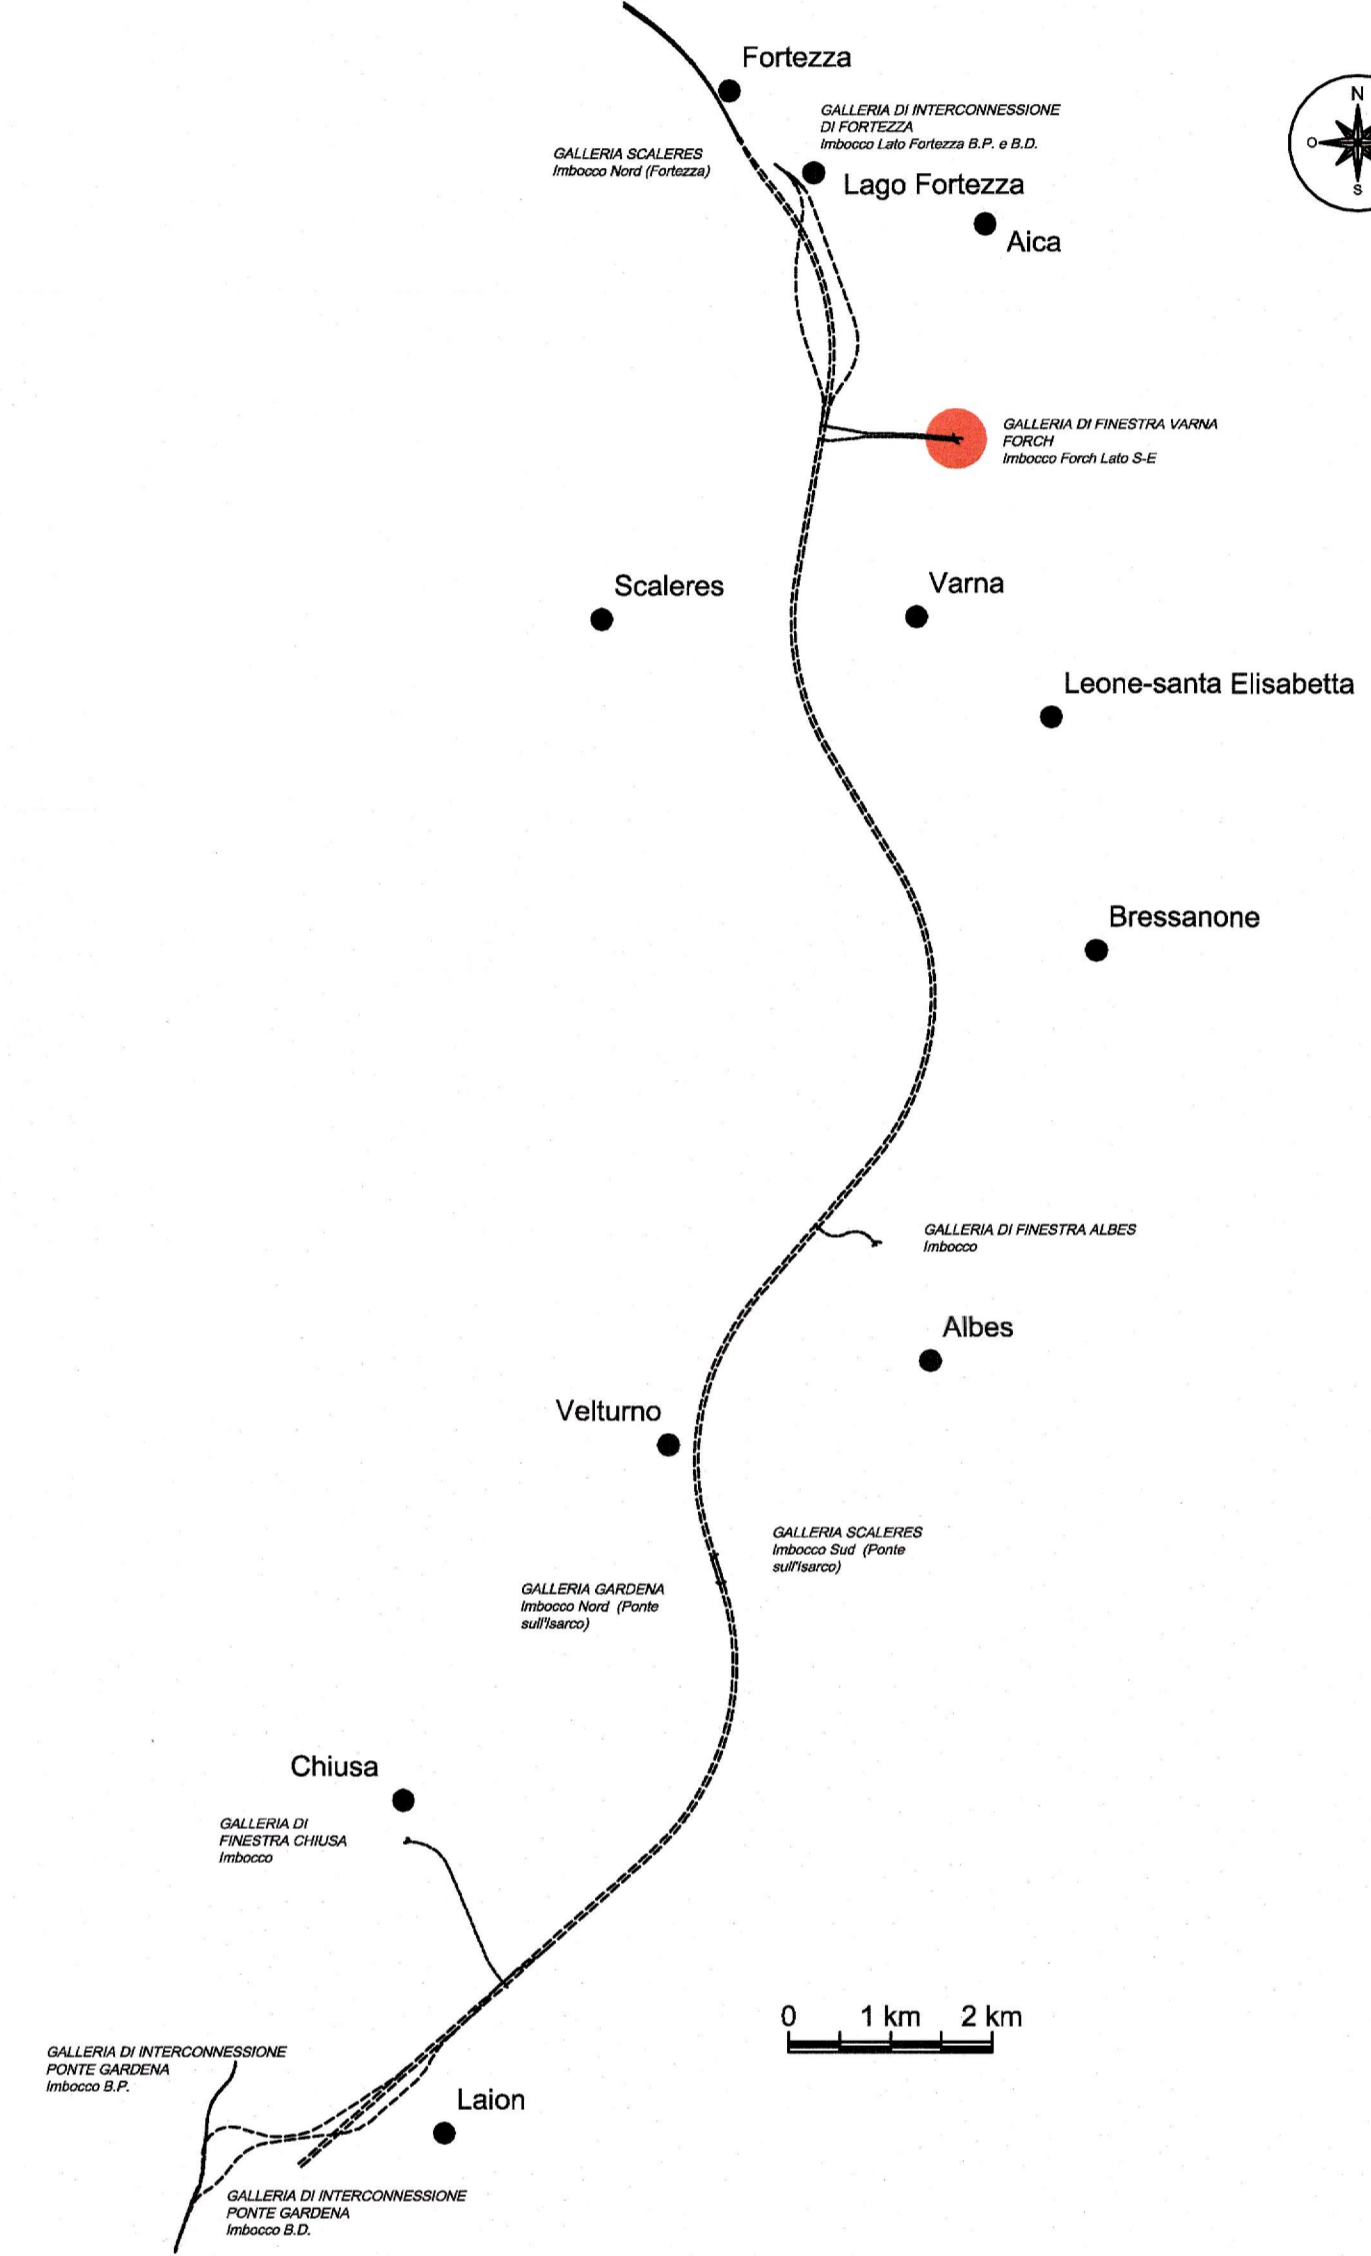 Fortezza
GALLERIA DI INTERCONNESSIONE
DI FORTEZZA
Imbocco Lato Fortezza B.P. e B.D.
N
O
S
GALLERIA SCALERES
Imbocco Nord (Fortezza)
Lago Fortezza
Aica
GALLERIA DI FINESTRA VARNA
FORCH
Imbocco Forch Lato S-E
Scaleres
Varna
Leone-santa Elisabetta
Bressanone
GALLERIA DI FINESTRA ALBES
Imbocco
Albes
Velturno
GALLERIA SCALERES
Imbocco Sud (Ponte
sull'Isarco)
GALLERIA GARDENA
Imbocco Nord (Ponte
sull'Isarco)
Chiusa
GALLERIA DI
FINESTRA CHIUSA
Imbocco
0 1 km 2 km
GALLERIA DI INTERCONNESSIONE
PONTE GARDENA
Imbocco B.P.
Laion
GALLERIA DI INTERCONNESSIONE
PONTE GARDENA
Imbocco B.D.